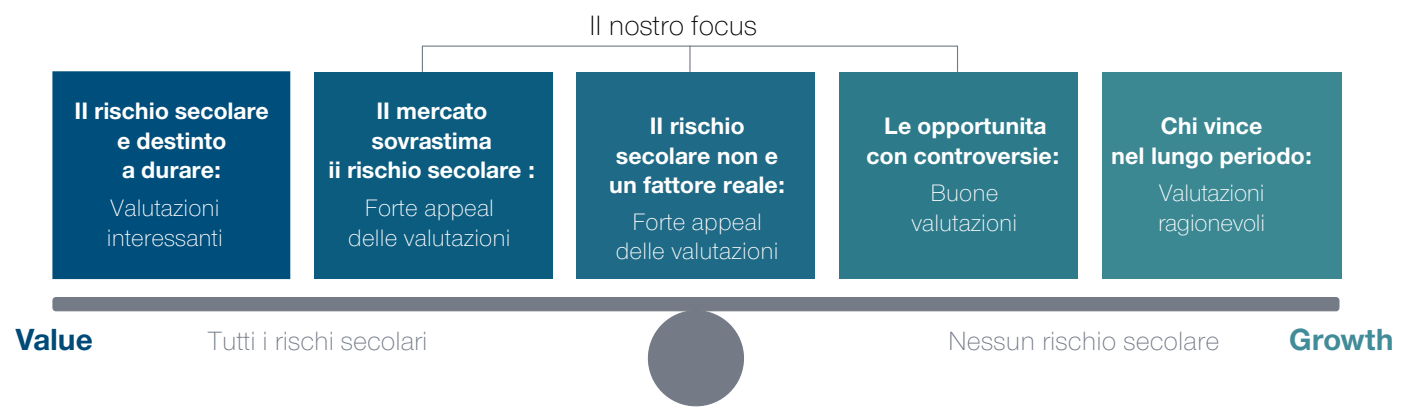 Il nostro focus
Il rischio secolare
e destinto
a durare:
Valutazioni
interessanti
Il mercato
sovrastima
ii rischio secolare :
Forte appeal
delle valutazioni
Il rischio
secolare non e
un fattore reale:
Forte appeal
delle valutazioni
Le opportunita
con controversie:
Buone
valutazioni
Chi vince
nel lungo periodo:
Valutazioni
ragionevoli
Value
Tutti i rischi secolari
Nessun rischio secolare
Growth